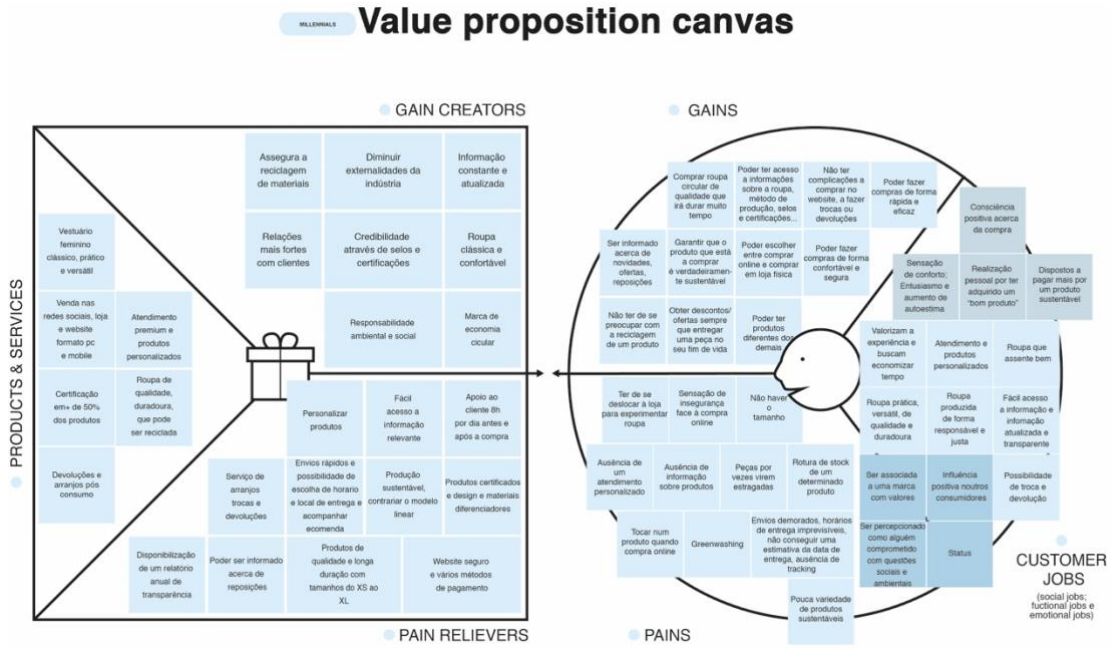 MILLENNIALS
Value proposition canvas
GAIN CREATORS
Assegura a
reciclagem
de materiais
Diminuir
externalidades da
indústria
Informação
constante e
atualizada
Relações
mais fortes
com clientes
Credibilidade
através de selos e
certificações
Roupa
clássica e
confortável
Responsabilidade
ambiental e social
Marca de
economia
cicular
PRODUCTS & SERVICES
Vestuário
feminino
clássico, prático
e versátil
Venda nas
redes sociais, loja
e website
formato pc
e mobile
Atendimento
premium e
produtos
personalizados
Certificação
em+ de 50%
dos produtos
Roupa de
qualidade,
duradoura,
que pode
ser reciclada
Devoluções e
arranjos pós
consumo
Personalizar
produtos
Fácil
acesso a
informação
relevante
Apoio ao
cliente 8h
por dia antes e
após a compra
Serviço de
arranjos
trocas e
devoluções
Envios rápidos e
possibilidade de
escolha de horario
e local de entrega e
acompanhar
ecomenda
Produção
sustentável,
contrariar o modelo
linear
Produtos certificados
e design e materiais
diferenciadores
Disponibilização
de um relatório
anual de
transparência
Poder ser informado
acerca de
reposições
Produtos de
qualidade e longa
duração com
tamanhos do XS ao
XL
Website seguro
e vários métodos
de pagamento
PAIN RELIEVERS
GAINS
Comprar roupa
circular de
qualidade que
irá durar muito
tempo
Poder ter acesso
a informações
sobre a roupa,
método de
produção, selos
e certificações...
Não ter
complicações a
comprar no
website, a fazer
trocas ou
devoluções
Poder fazer
compras de forma
rápida e
eficaz
Ser informado
acerca de
novidades,
ofertas,
reposições
Garantir que o
produto que está
a comprar
é verdadeiramen-
te sustentável
Poder escolher
entre comprar
online e comprar
em loja física
Poder fazer
compras de forma
confortável e
segura
Não ter de se
preocupar com
a reciclagem
de um produto
Obter descontos/
ofertas sempre
que entregar
uma peça no
seu fim de vida
Poder ter
produtos
diferentes dos
demais
Consciência
positiva acerca
da compra
Sensação
de conforto;
Entusiasmo e
aumento de
autoestima
Realização
pessoal por ter
adquirido um
"bom produto"
Dispostos a
pagar mais por
um produto
sustentável
Valorizam a
experiência e
buscam
economizar
tempo
Atendimento e
produtos
personalizados
Roupa que
assente bem
Roupa prática,
versátil, de
qualidade e
duradoura
Roupa
produzida
de forma
responsável e
justa
Fácil acesso
a informação e
infomação
atualizada e
transparente
Ser associada
a uma marca
com valores
Influência
positiva noutros
consumidores
Possibilidade
de troca e
devolução
Ser percepcionado
como alguém
comprometido
com questões
sociais e
ambientais
Status
CUSTOMER
JOBS
(social jobs;
fuctional jobs e
emotional jobs)
Ter de se
deslocar à loja
para experimentar
roupa
Sensação de
insegurança
face à compra
online
Não haver
o
tamanho
Ausência de
um
atendimento
personalizado
Ausência de
informação
sobre produtos
Peças por
vezes virem
estragadas
Rotura de stock
de um
determinado
produto
Tocar num
produto quando
compra online
Greenwashing
Envios demorados, horários
de entrega imprevisíveis,
não conseguir uma
estimativa da data de
entrega, ausência de
tracking
Pouca variedade
de produtos
sustentáveis
PAINS